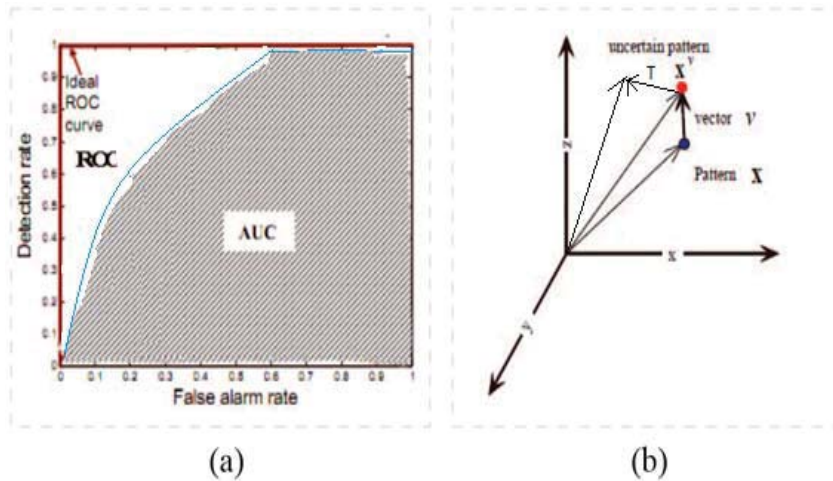 1
0.9
0.8
0.7
0.6
0.5
0.4
0.3
0.2
0.1
0
Ideal
ROC
curve
ROC
AUC
Detection rate
0 0.1 0.2 0.3 0.4 0.5 0.6 0.7 0.8 0.9 1
False alarm rate
(a)
uncertain pattern
T
X v
vector v
Pattern X
z
x
y
(b)